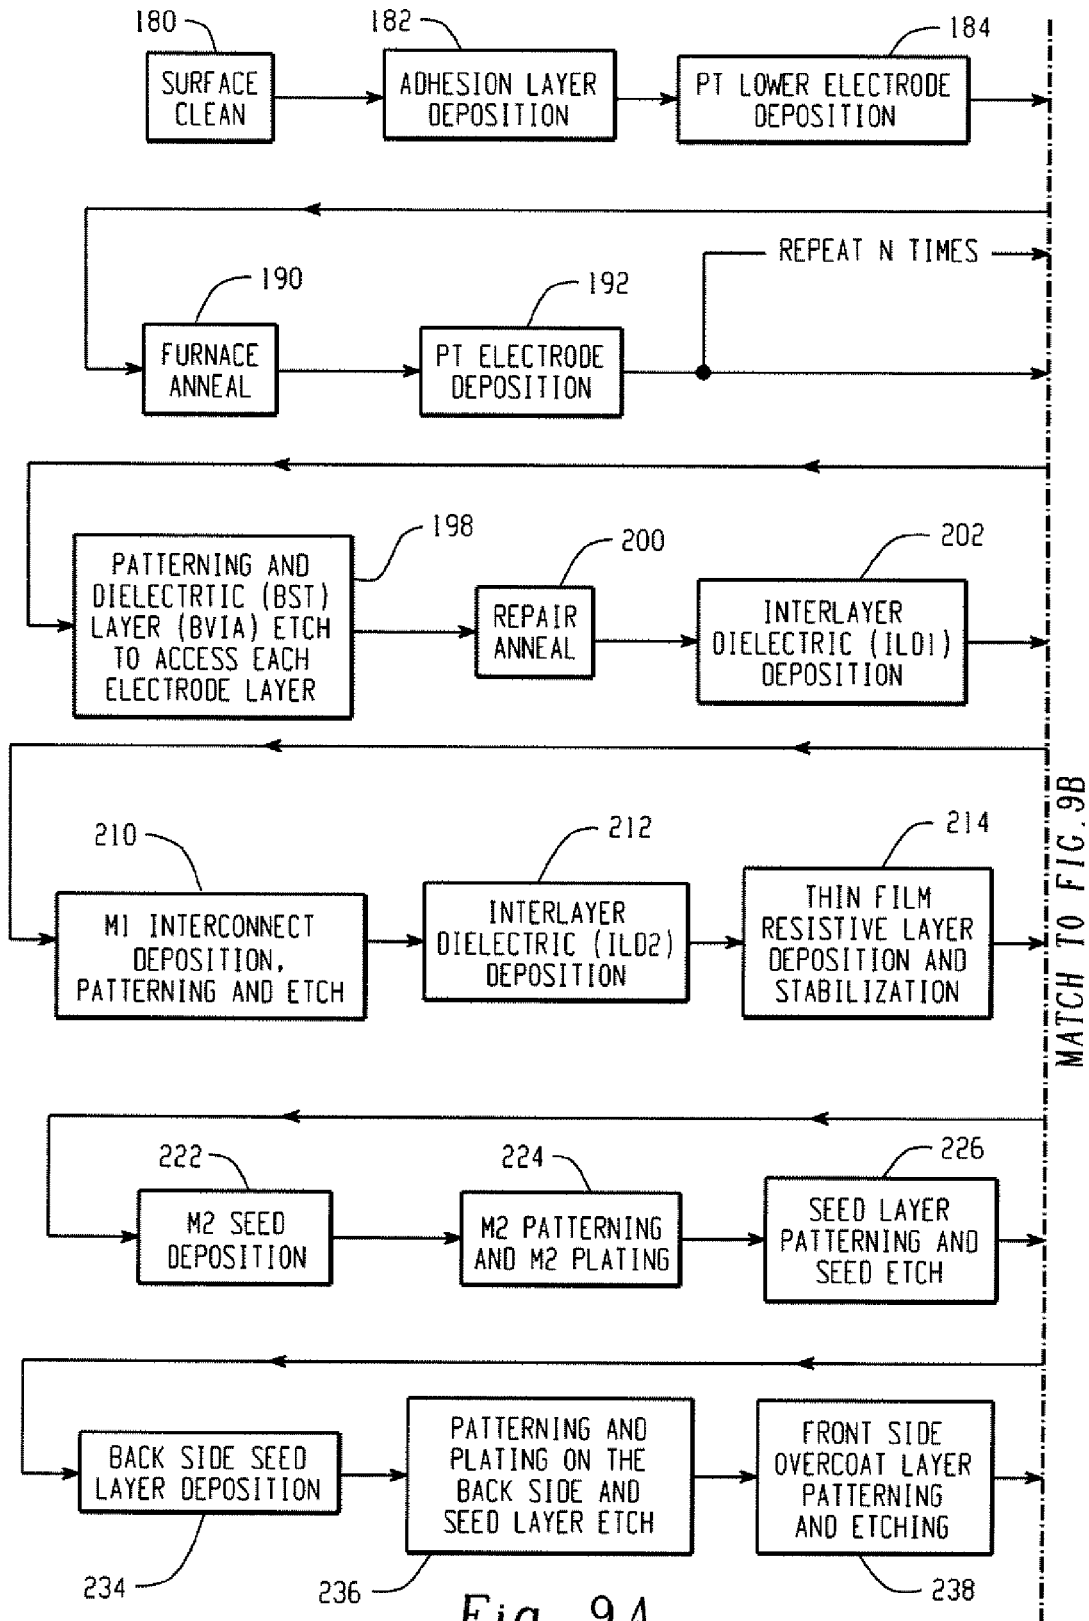 180
182
184
SURFACE
CLEAN
ADHESION LAYER
DEPOSITION
PT LOWER ELECTRODE
DEPOSITION
REPEAT N TIMES
190
192
FURNACE
ANNEAL
PT ELECTRODE
DEPOSITION
198
200
202
PATTERNING AND
DIELECTRTIC (BST)
LAYER (BVIA) ETCH
TO ACCESS EACH
ELECTRODE LAYER
REPAIR
ANNEAL
INTERLAYER
DIELECTRIC (ILD1)
DEPOSITION
210
212
214
M1 INTERCONNECT
DEPOSITION,
PATTERNING AND ETCH
INTERLAYER
DIELECTRIC (ILD2)
DEPOSITION
THIN FILM
RESISTIVE LAYER
DEPOSITION AND
STABILIZATION
MATCH TO FIG.9B
222
224
226
M2 SEED
DEPOSITION
M2 PATTERNING
AND M2 PLATING
SEED LAYER
PATTERNING AND
SEED ETCH
BACK SIDE SEED
LAYER DEPOSITION
PATTERNING AND
PLATING ON THE
BACK SIDE AND
SEED LAYER ETCH
FRONT SIDE
OVERCOAT LAYER
PATTERNING
AND ETCHING
234
236
238
Fig. 9A